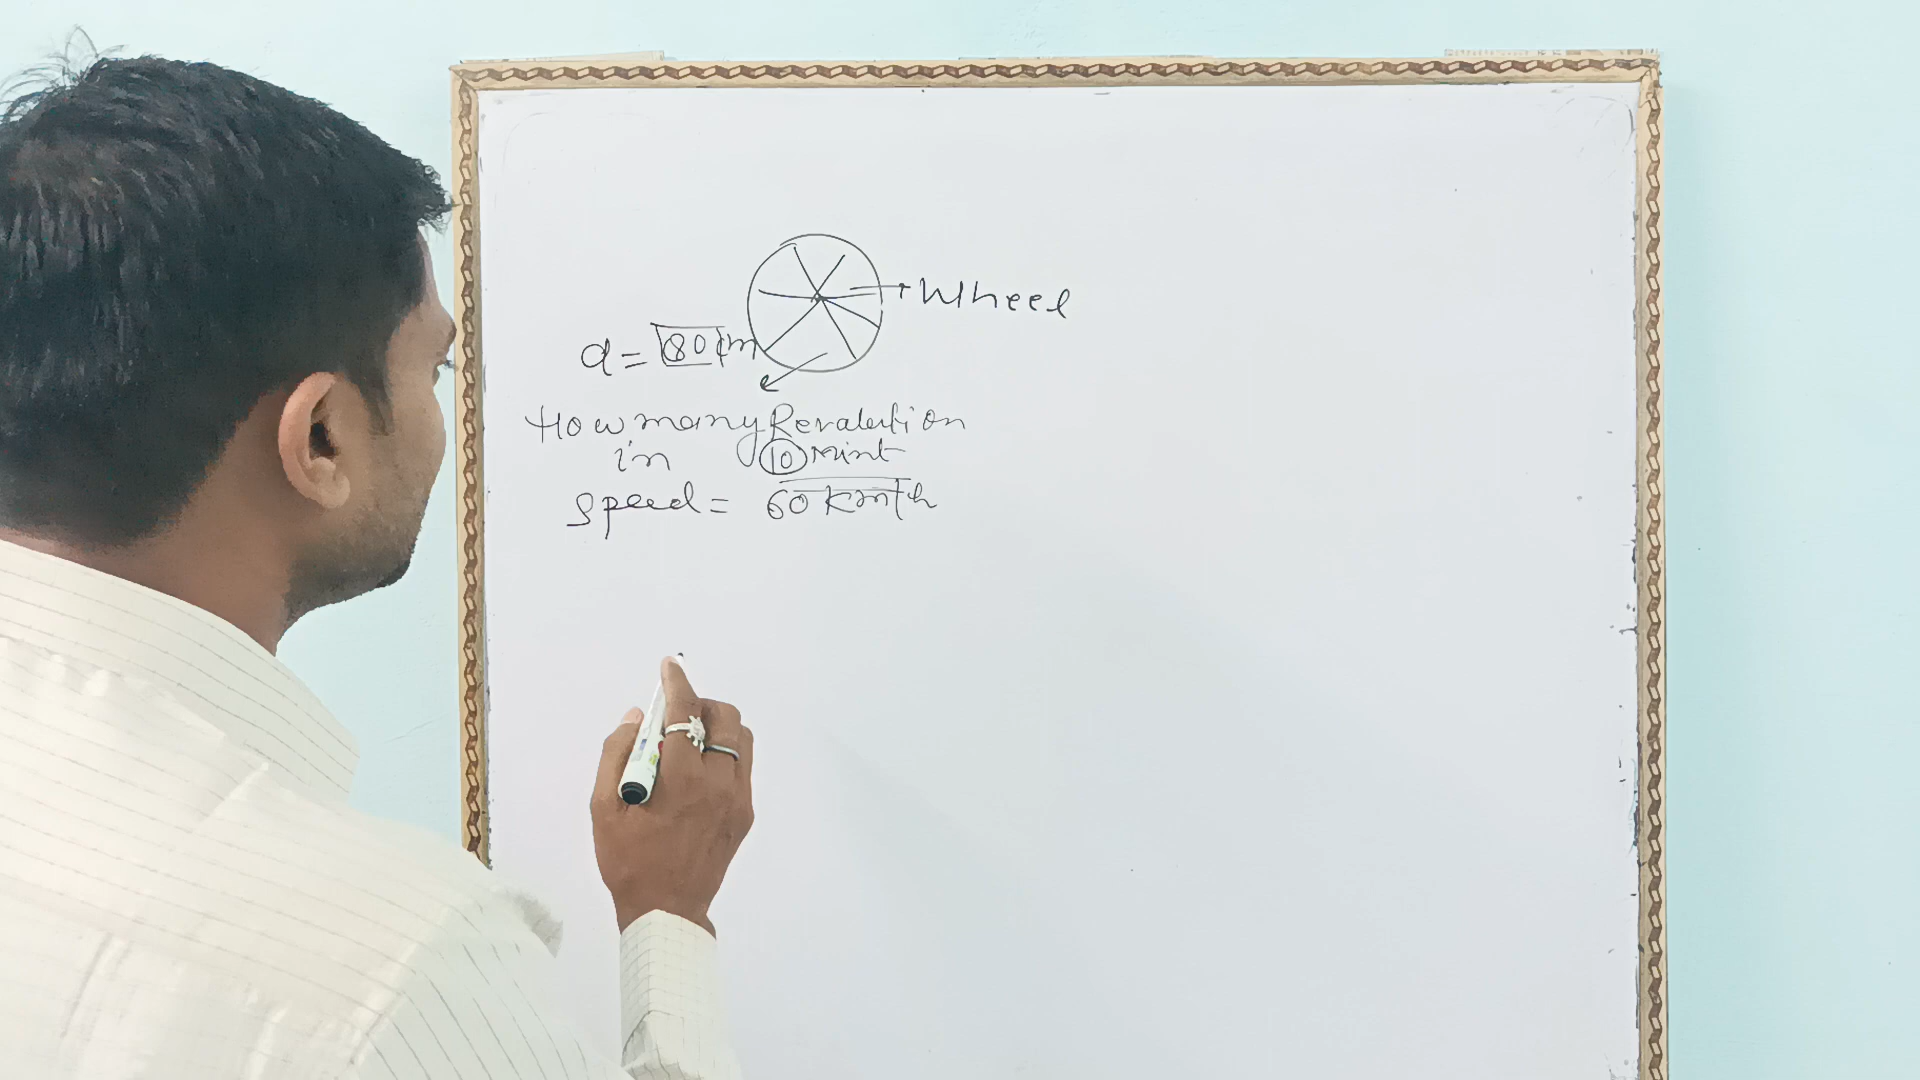 Wheel
d = 80 cm
How many Revalution
in 10 Mint
speed = 60 km/h